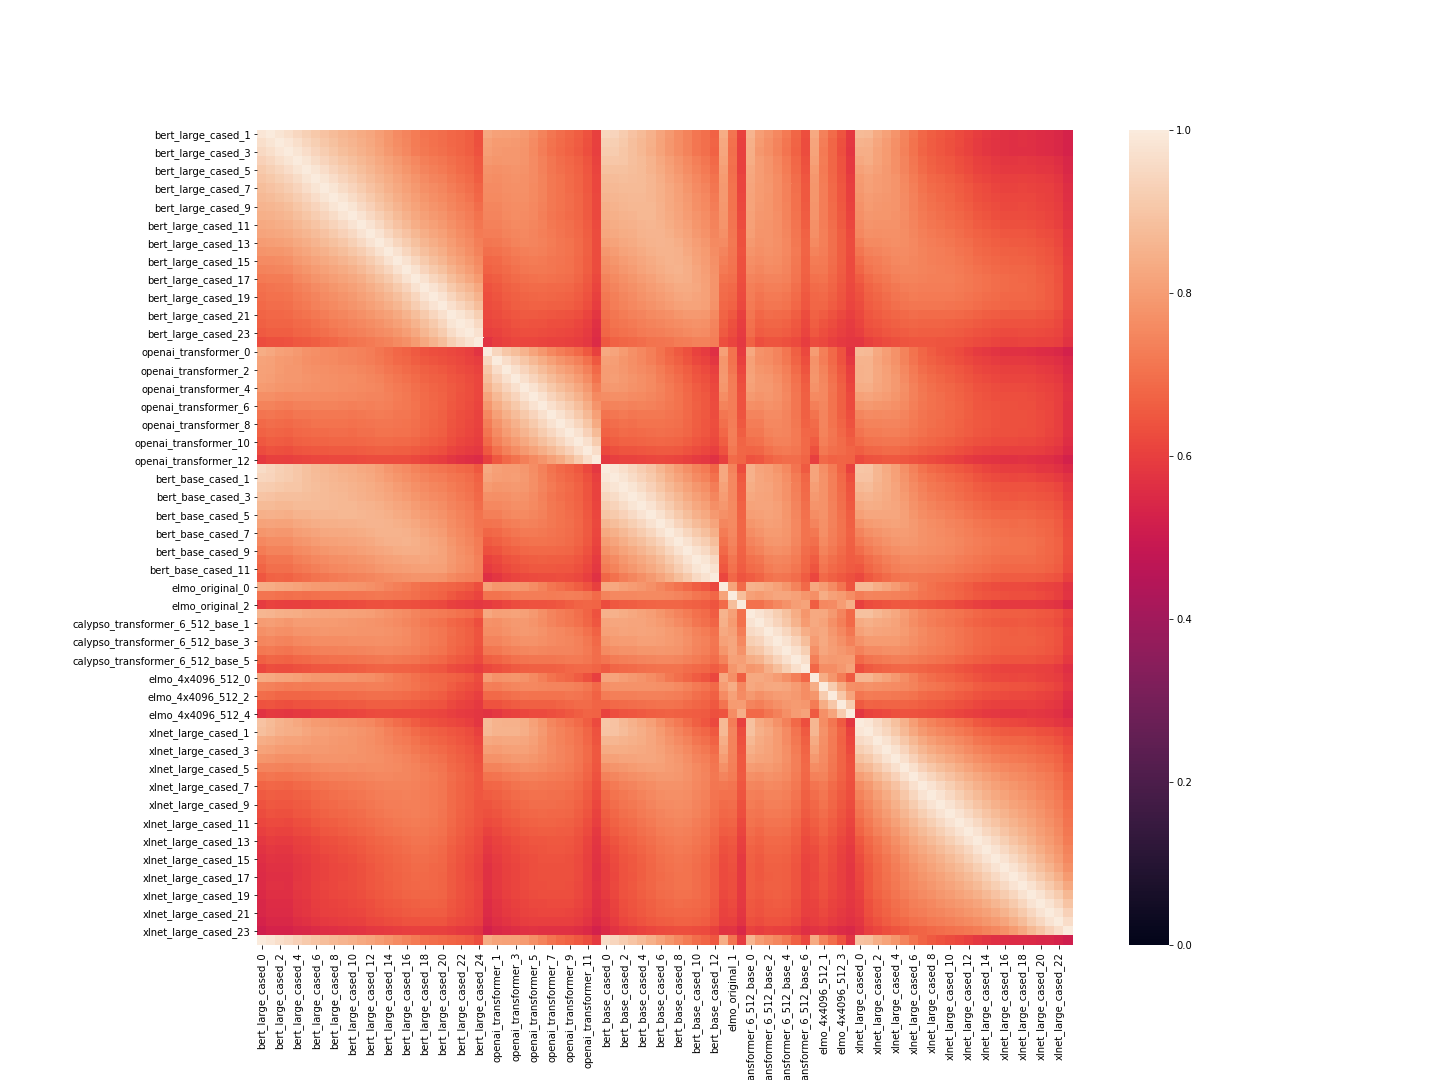 bert_large_cased_1
bert_large_cased_3
bert_large_cased_5
bert_large_cased_7
bert_large_cased_9
bert_large_cased_11
bert_large_cased_13
bert_large_cased_15
bert_large_cased_17
bert_large_cased_19
bert_large_cased_21
bert_large_cased_23
openai_transformer_0
openai_transformer_2
openai_transformer_4
openai_transformer_6
openai_transformer_8
openai_transformer_10
openai_transformer_12
bert_base_cased_1
bert_base_cased_3
bert_base_cased_5
bert_base_cased_7
bert_base_cased_9
bert_base_cased_11
elmo_original_0
elmo_original_2
calypso_transformer_6_512_base_1
calypso_transformer_6_512_base_3
calypso_transformer_6_512_base_5
elmo_4x4096_512_0
elmo_4x4096_512_2
elmo_4x4096_512_4
xlnet_large_cased_1
xlnet_large_cased_3
xlnet_large_cased_5
xlnet_large_cased_7
xlnet_large_cased_9
xlnet_large_cased_11
xlnet_large_cased_13
xlnet_large_cased_15
xlnet_large_cased_17
xlnet_large_cased_19
xlnet_large_cased_21
xlnet_large_cased_23
bert_large_cased_0
bert_large_cased_2
bert_large_cased_4
bert_large_cased_6
bert_large_cased_8
bert_large_cased_10
bert_large_cased_12
bert_large_cased_14
bert_large_cased_16
bert_large_cased_18
bert_large_cased_20
bert_large_cased_22
bert_large_cased_24
openai_transformer_1
openai_transformer_3
openai_transformer_5
openai_transformer_7
openai_transformer_9
openai_transformer_11
bert_base_cased_0
bert_base_cased_2
bert_base_cased_4
bert_base_cased_6
bert_base_cased_8
bert_base_cased_10
bert_base_cased_12
elmo_original_1
ansformer_6_512_base_0
ansformer_6_512_base_2
ansformer_6_512_base_4
ansformer_6_512_base_6
elmo_4x4096_512_1
elmo_4x4096_512_3
xlnet_large_cased_0
xlnet_large_cased_2
xlnet_large_cased_4
xlnet_large_cased_6
xlnet_large_cased_8
xlnet_large_cased_10
xlnet_large_cased_12
xlnet_large_cased_14
xlnet_large_cased_16
xlnet_large_cased_18
xlnet_large_cased_20
xlnet_large_cased_22
1.0
0.8
0.6
0.4
0.2
0.0